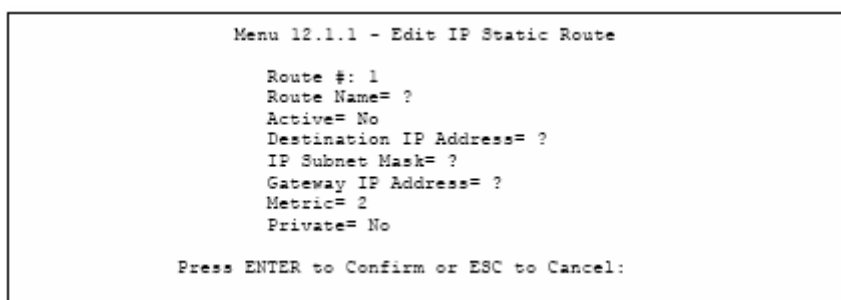 Menu 12.1.1 - Edit IP Static Route
Route #: 1
Route Name= ?
Active= No
Destination IP Address= ?
IP Subnet Mask= ?
Gateway IP Address= ?
Metric= 2
Private= No
Press ENTER to Confirm or ESC to Cancel: